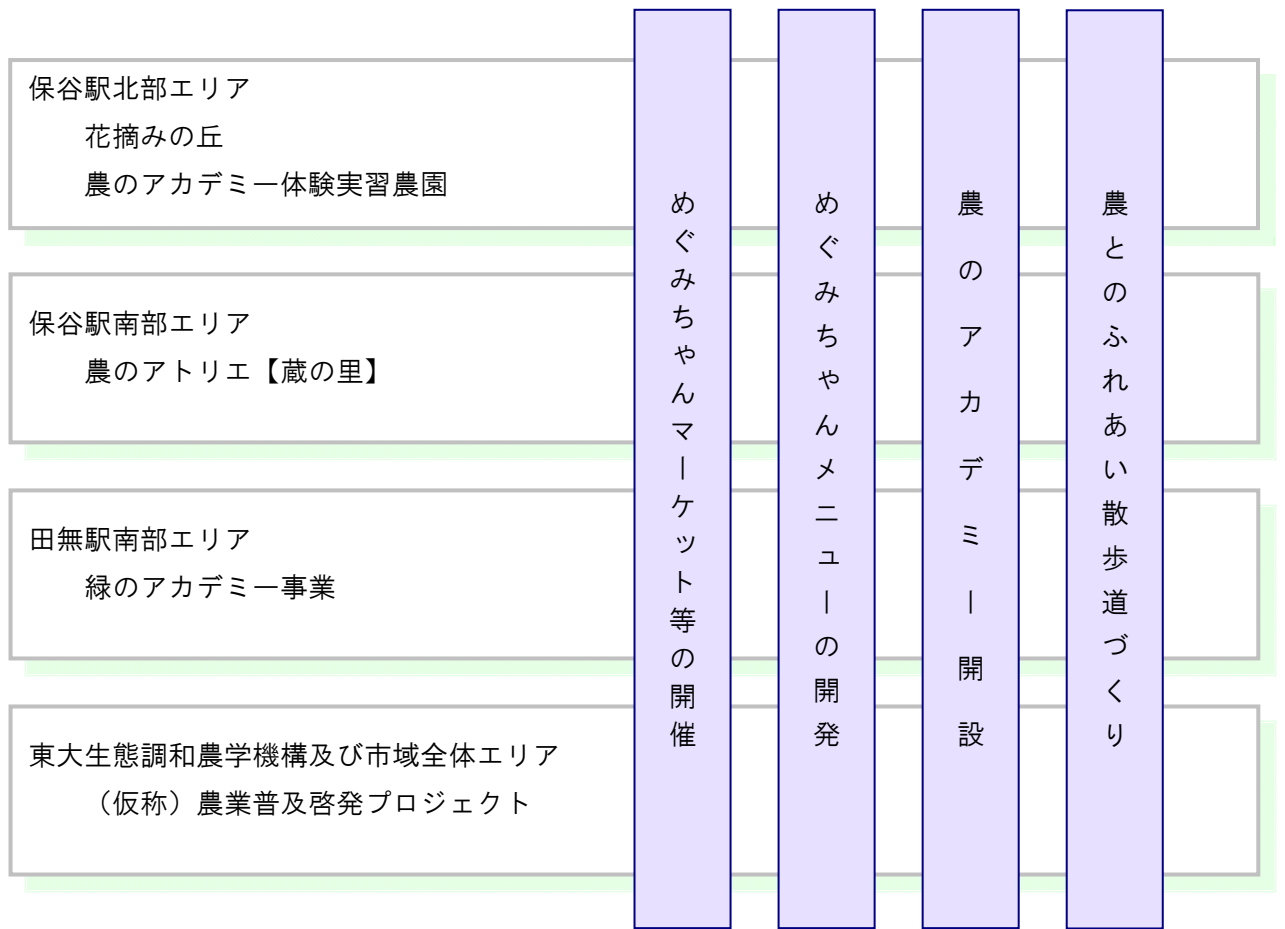 保谷駅北部エリア
花摘みの丘
農のアカデミー体験実習農園
保谷駅南部エリア
農のアトリエ【蔵の里】
田無駅南部エリア
緑のアカデミー事業
東大生態調和農学機構及び市域全体エリア
（仮称）農業普及啓発プロジェクト
めぐみちゃんマーケット等の開催
めぐみちゃんメニューの開発
農のアカデミー開設
農とのふれあい散歩道づくり